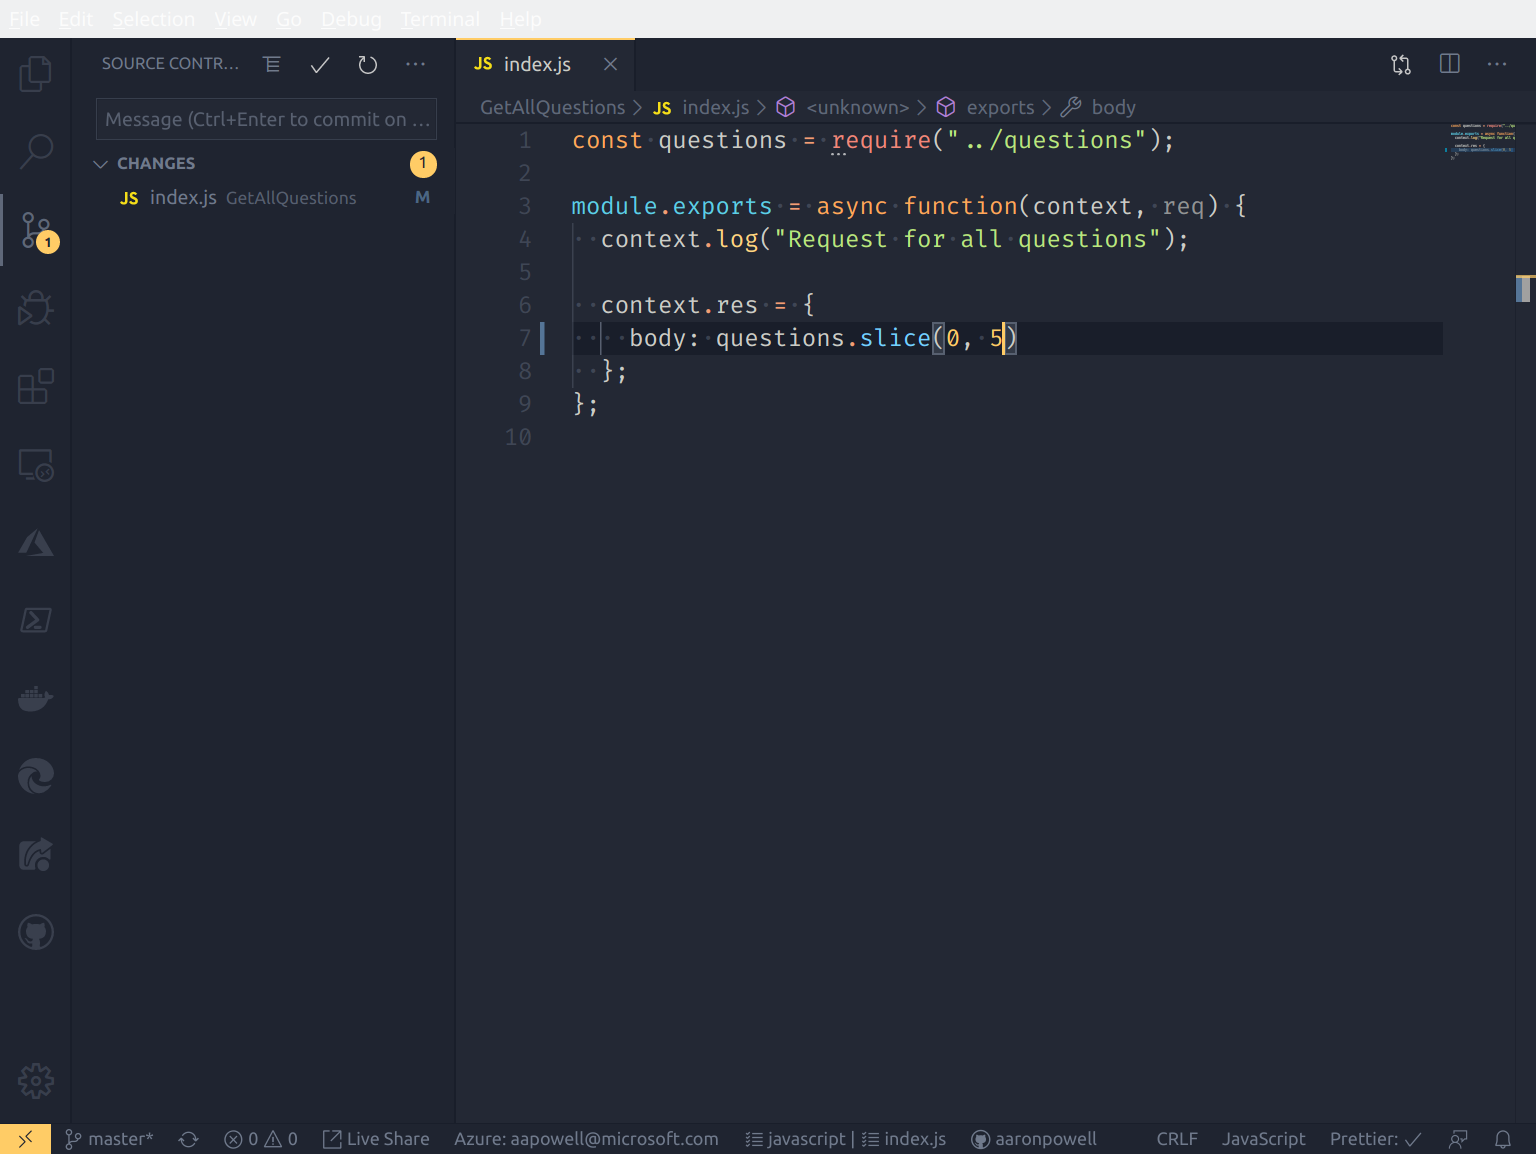 File Edit Selection View Go Debug Terminal Help
SOURCE CONTR...
JS index.js
Message (Ctrl+Enter to commit on ...
CHANGES 1
JS index.js GetAllQuestions M
1
GetAllQuestions > JS index.js > <unknown> > exports > body
1 const questions = require("../questions");
2
3 module.exports = async function(context, req) {
4 context.log("Request for all questions");
5
6 context.res = {
7 body: questions.slice(0, 5)
8 };
9 };
10
master* 0 0 Live Share Azure: aapowell@microsoft.com javascript | index.js aaronpowell CRLF JavaScript Prettier: ✓